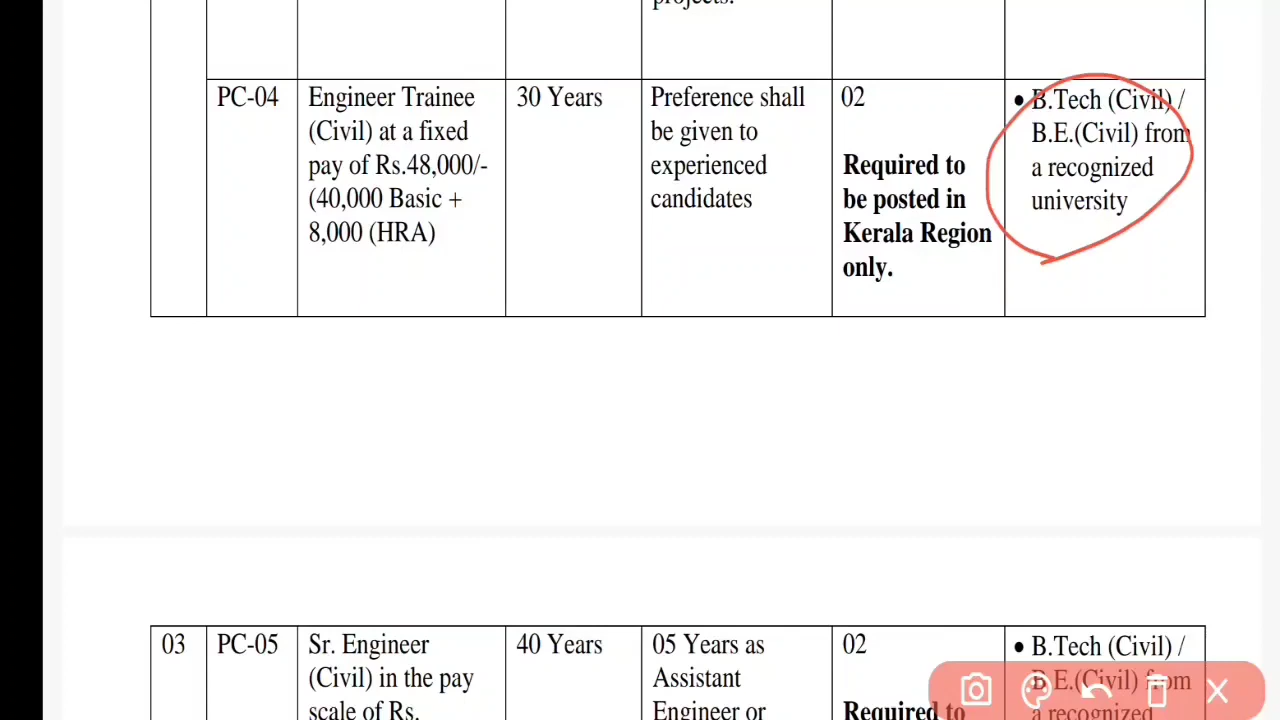 projects.
PC-04
Engineer Trainee
(Civil) at a fixed
pay of Rs.48,000/-
(40,000 Basic +
8,000 (HRA)
30 Years
Preference shall
be given to
experienced
candidates
02
Required to
be posted in
Kerala Region
only.
• B.Tech (Civil) /
B.E.(Civil) from
a recognized
university
03
PC-05
Sr. Engineer
(Civil) in the pay
scale of Rs.
40 Years
05 Years as
Assistant
Engineer or
02
Required to
• B.Tech (Civil) /
B.E.(Civil) from
a recognized